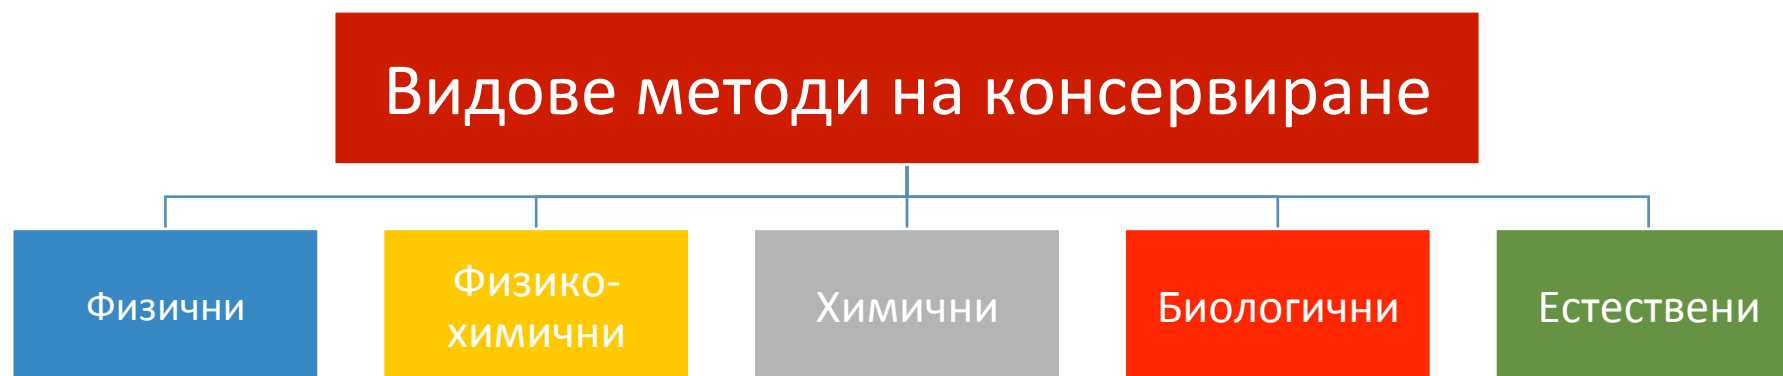 Видове методи на консервиране
Физични
Физико-
химични
Химични
Биологични
Естествени